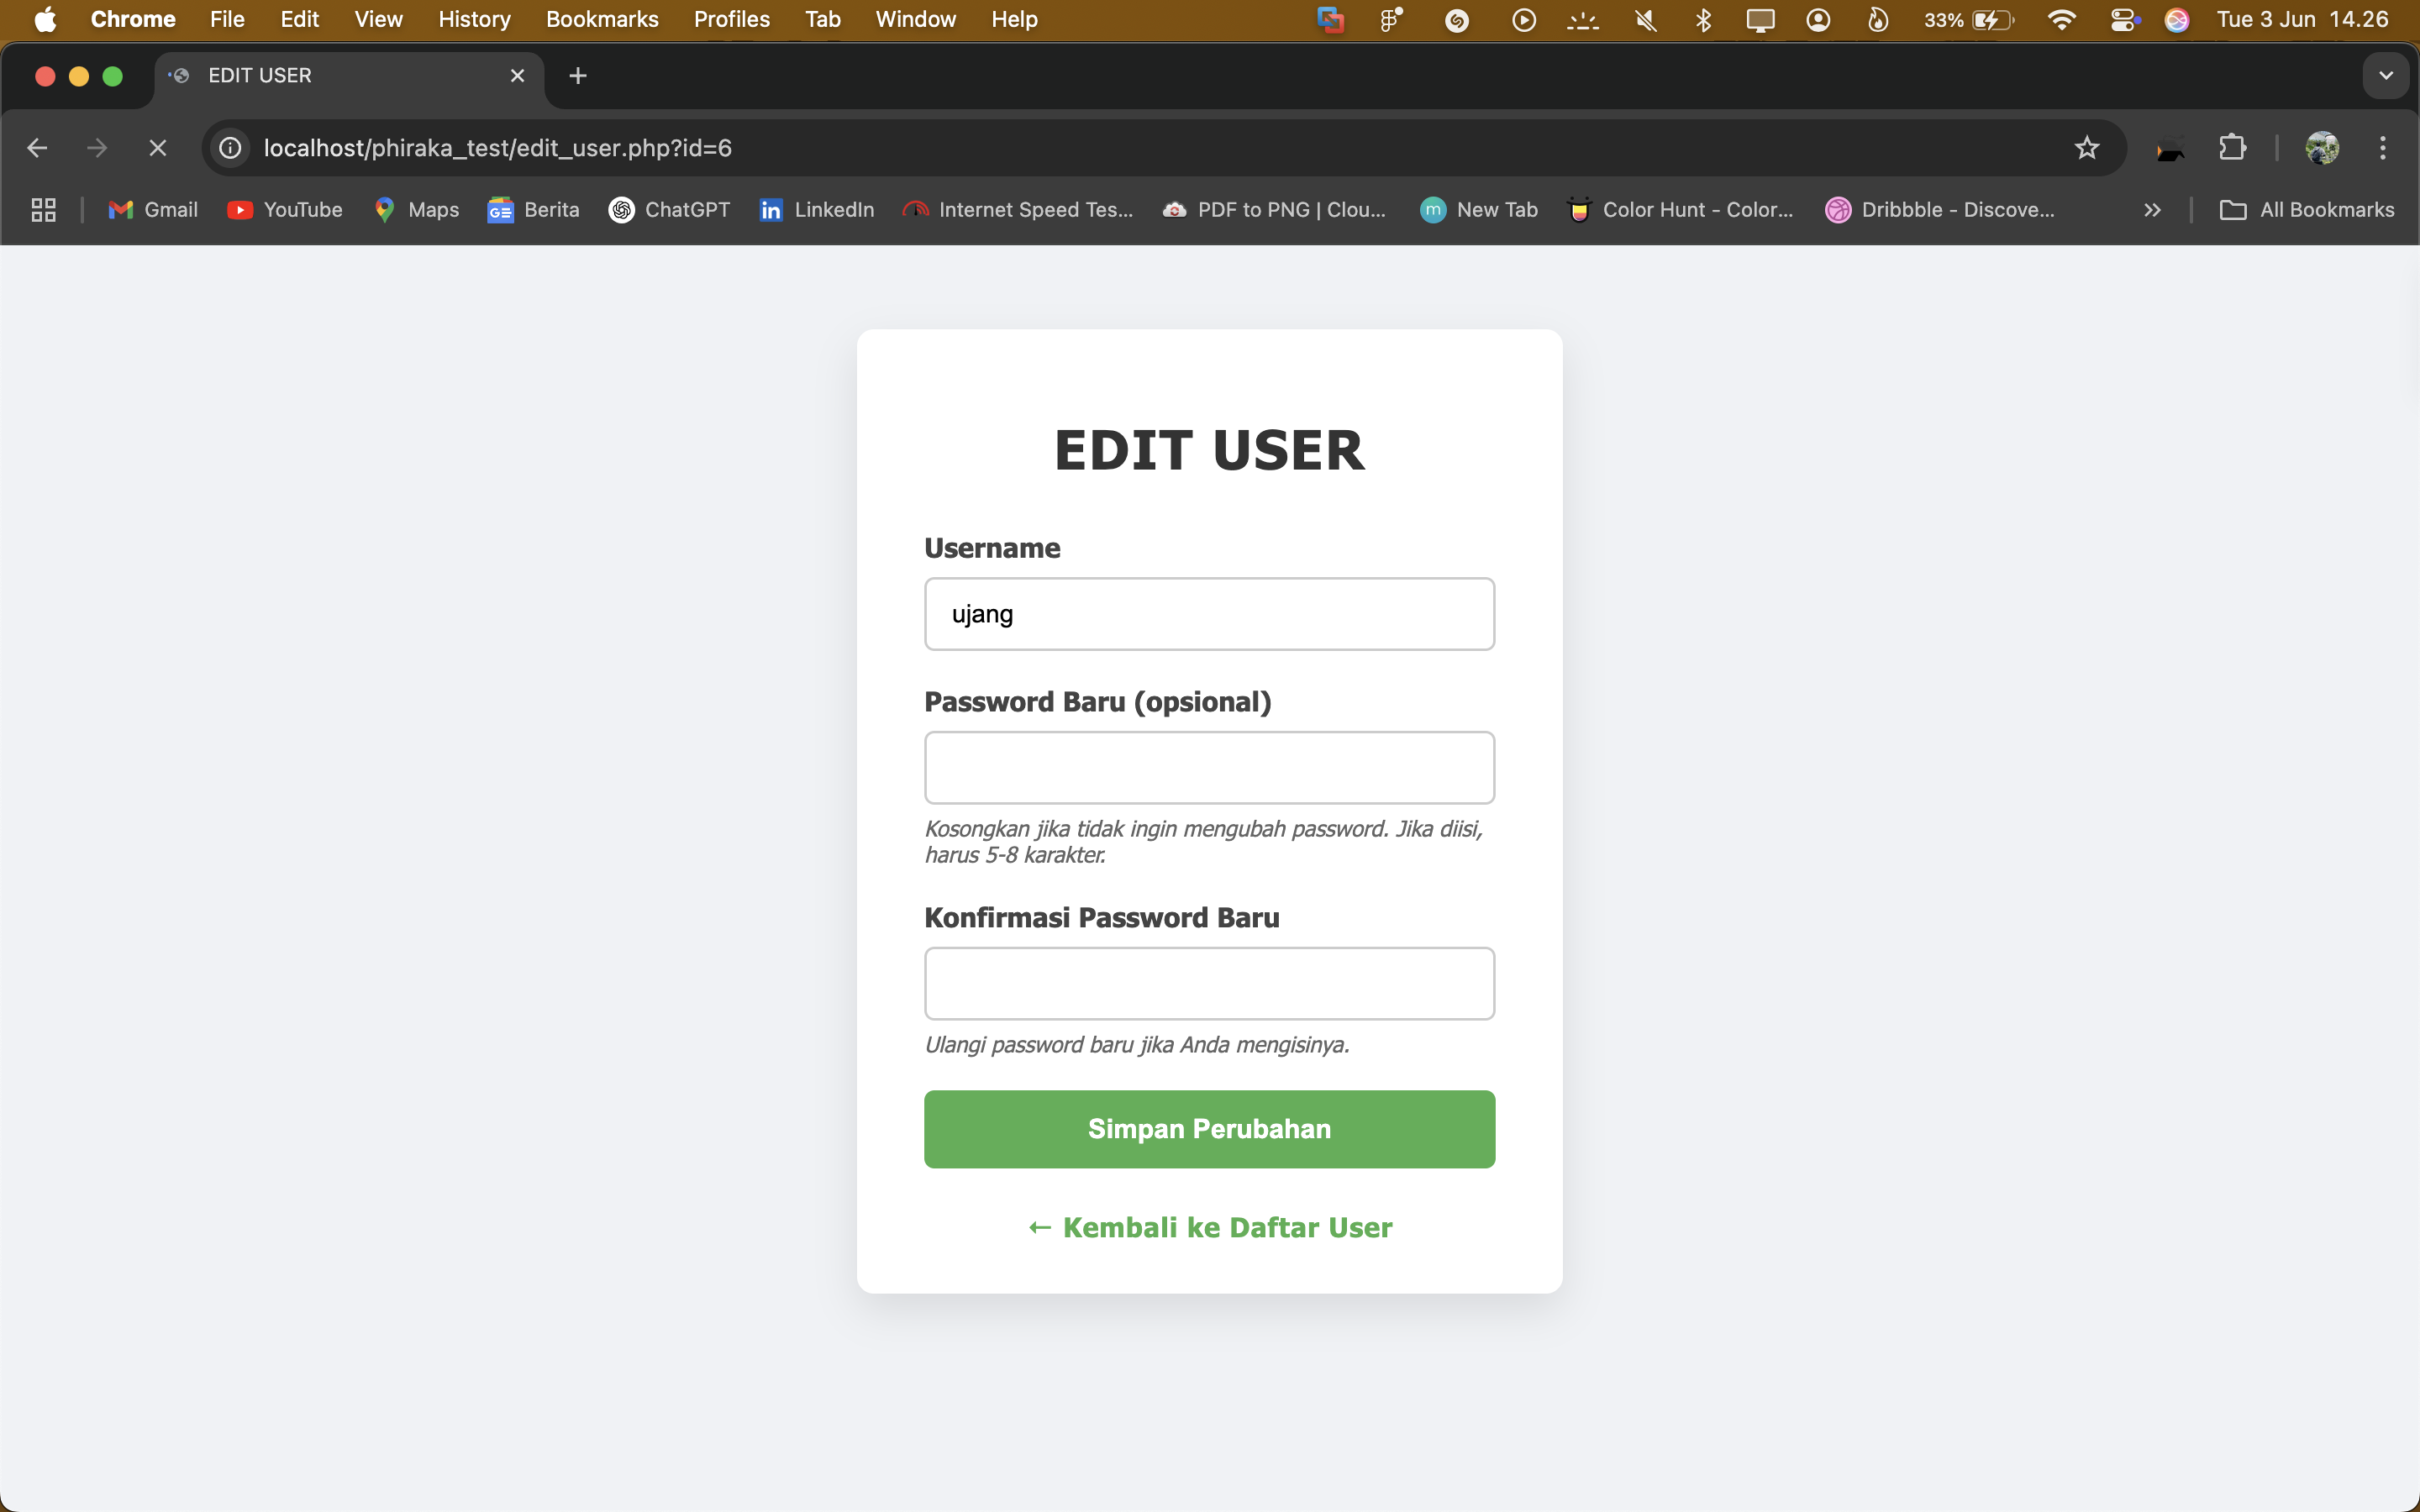 Chrome File Edit View History Bookmarks Profiles Tab Window Help 33% Tue 3 Jun 14.26
EDIT USER
localhost/phiraka_test/edit_user.php?id=6
Gmail YouTube Maps Berita ChatGPT LinkedIn Internet Speed Tes... PDF to PNG | Clou... New Tab Color Hunt - Color... Dribbble - Discove... All Bookmarks
EDIT USER
Username
ujang
Password Baru (opsional)
Kosongkan jika tidak ingin mengubah password. Jika diisi,
harus 5-8 karakter.
Konfirmasi Password Baru
Ulangi password baru jika Anda mengisinya.
Simpan Perubahan
← Kembali ke Daftar User